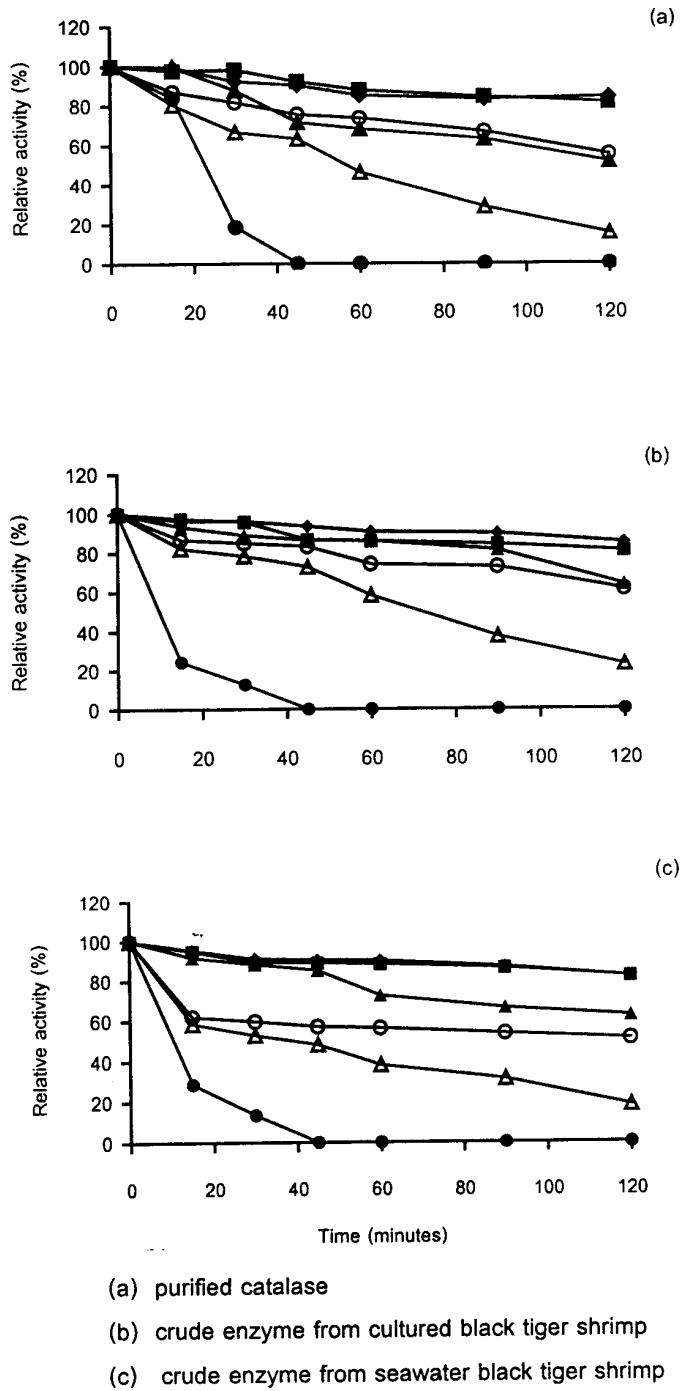 (a)
Relative activity (%)
120
100
80
60
40
20
0
0 20 40 60 80 100 120
(b)
Relative activity (%)
120
100
80
60
40
20
0
0 20 40 60 80 100 120
(c)
Relative activity (%)
120
100
80
60
40
20
0
0 20 40 60 80 100 120
Time (minutes)
(a) purified catalase
(b) crude enzyme from cultured black tiger shrimp
(c) crude enzyme from seawater black tiger shrimp